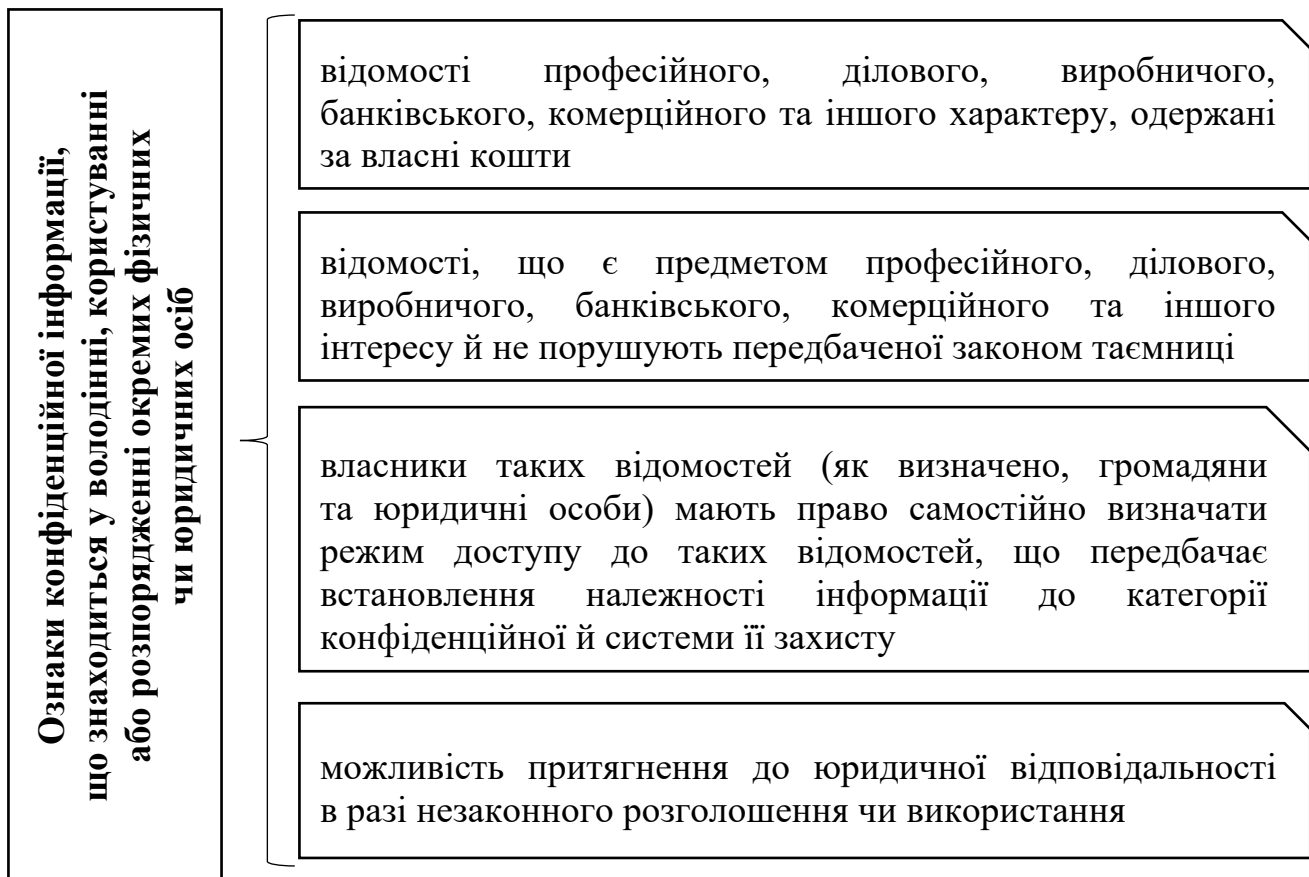 Ознаки конфіденційної інформації,
що знаходиться у володінні, користуванні
або розпорядженні окремих фізичних
чи юридичних осіб
відомості професійного, ділового, виробничого,
банківського, комерційного та іншого характеру, одержані
за власні кошти
відомості, що є предметом професійного, ділового,
виробничого, банківського, комерційного та іншого
інтересу й не порушують передбаченої законом таємниці
власники таких відомостей (як визначено, громадяни
та юридичні особи) мають право самостійно визначати
режим доступу до таких відомостей, що передбачає
встановлення належності інформації до категорії
конфіденційної й системи її захисту
можливість притягнення до юридичної відповідальності
в разі незаконного розголошення чи використання